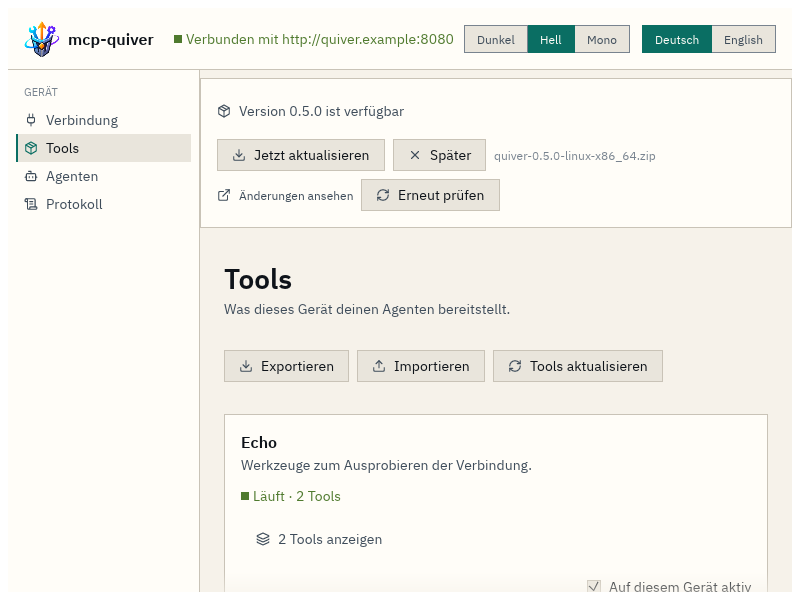 mcp-quiver
Verbunden mit http://quiver.example:8080
Dunkel Hell Mono
Deutsch English
GERÄT
Verbindung
Tools
Agenten
Protokoll
Version 0.5.0 ist verfügbar
Jetzt aktualisieren Später quiver-0.5.0-linux-x86_64.zip
Änderungen ansehen Erneut prüfen
Tools
Was dieses Gerät deinen Agenten bereitstellt.
Exportieren Importieren Tools aktualisieren
Echo
Werkzeuge zum Ausprobieren der Verbindung.
Läuft · 2 Tools
2 Tools anzeigen
Auf diesem Gerät aktiv